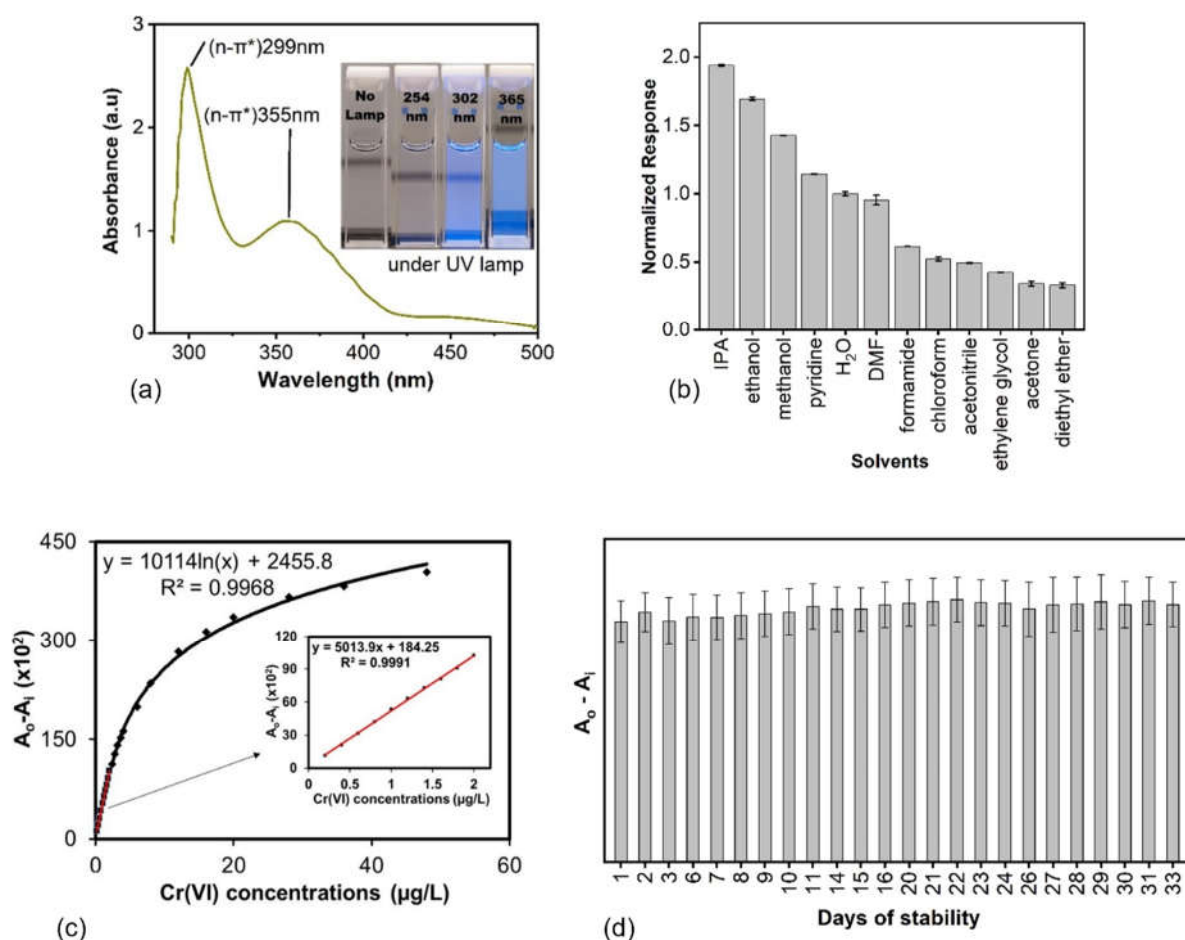 3
(n-π*)299nm
(n-π*)355nm
2
1
0
Absorbance (a.u)
No Lamp
254 nm
302 nm
365 nm
under UV lamp
300 350 400 450 500
Wavelength (nm)
(a)
2.0
1.5
1.0
0.5
0.0
Normalized Response
IPA
ethanol
methanol
pyridine
H₂O
DMF
formamide
chloroform
acetonitrile
ethylene glycol
acetone
diethyl ether
Solvents
(b)
450
300
150
0
Aₒ-Aᵢ (x10²)
y = 10114ln(x) + 2455.8
R² = 0.9968
120
90
60
30
0
Aₒ-Aᵢ (x10²)
y = 5013.9x + 184.25
R² = 0.9991
0 0.5 1 1.5 2
Cr(VI) concentrations (µg/L)
0 20 40 60
Cr(VI) concentrations (µg/L)
(c)
Aₒ - Aᵢ
1 2 3 6 7 8 9 10 11 14 15 16 20 21 22 23 24 26 27 28 29 30 31 33
Days of stability
(d)